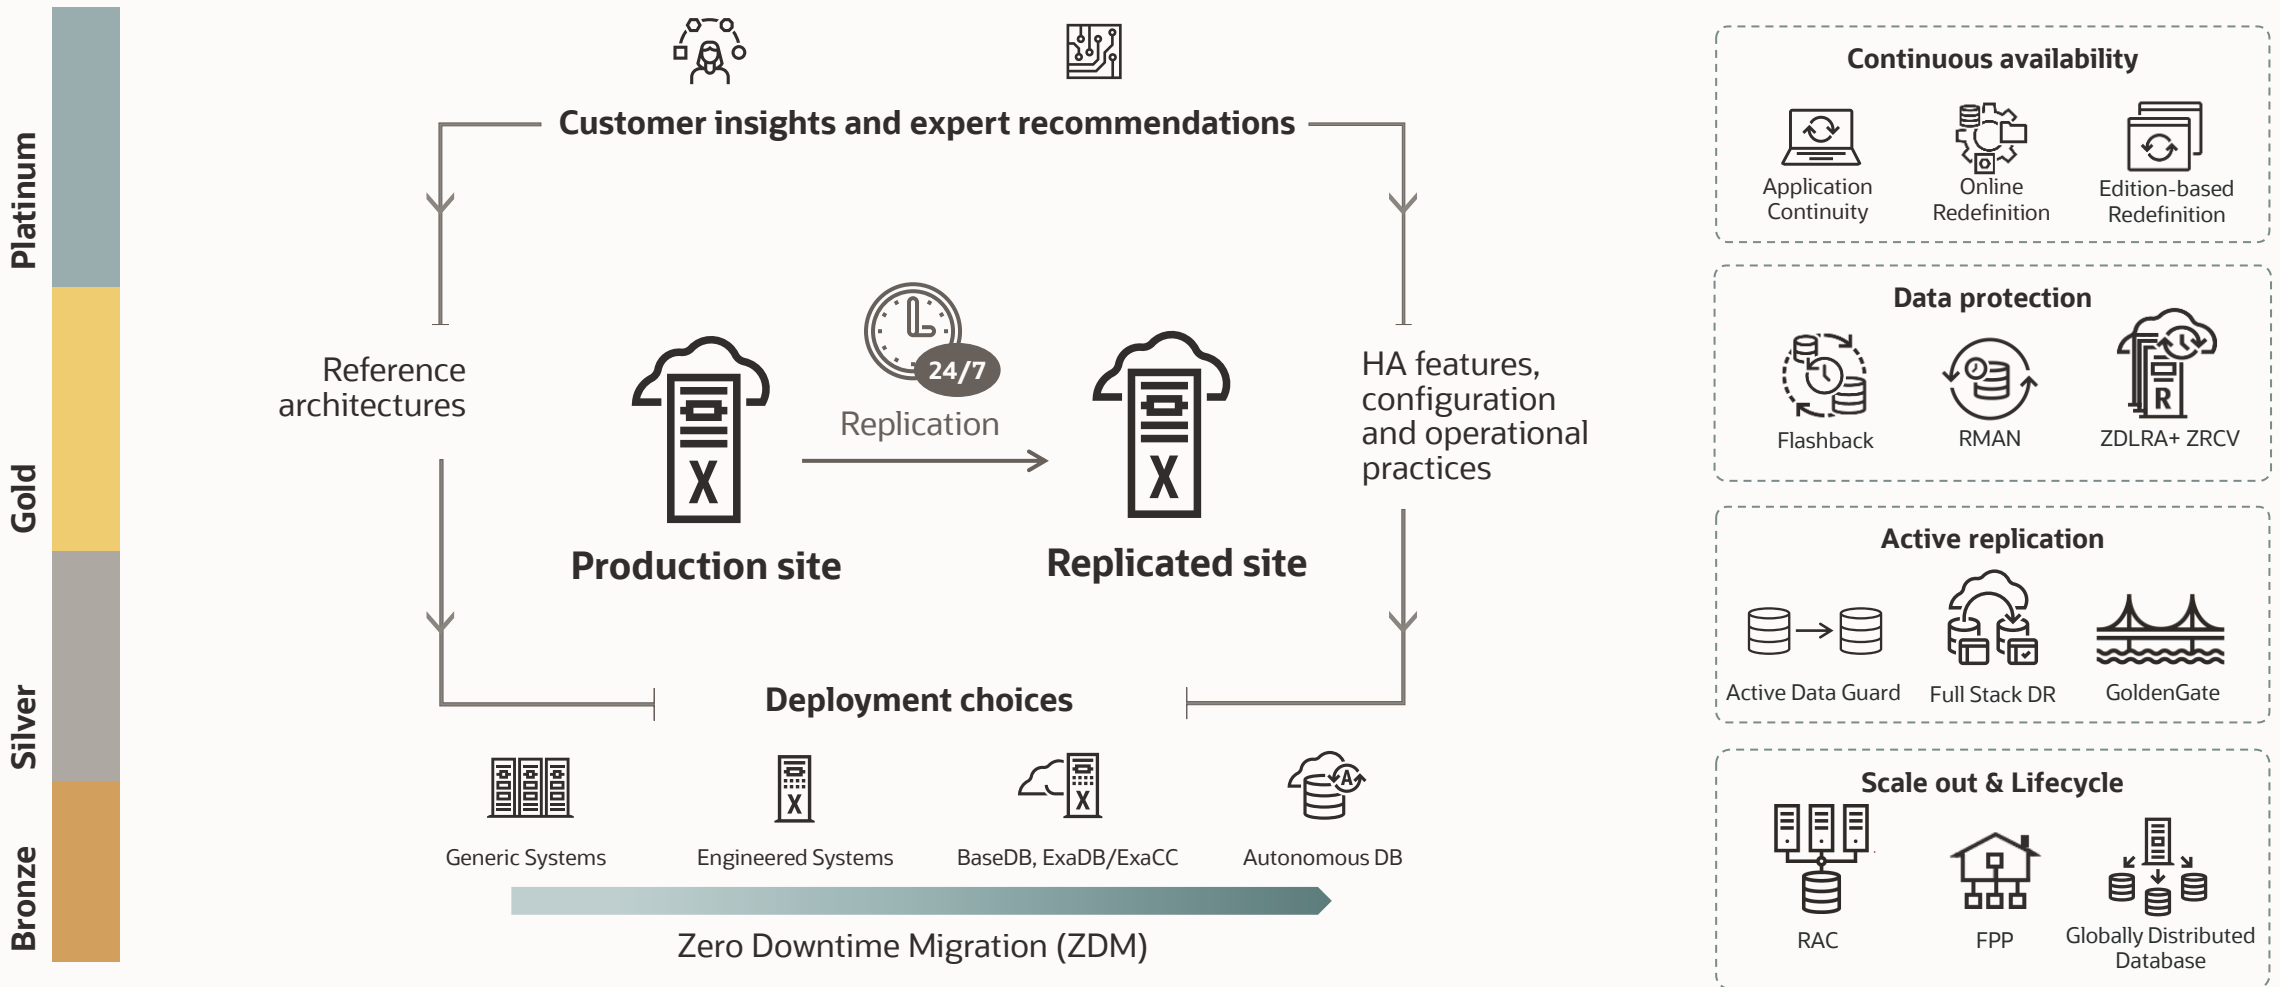 Platinum
Gold
Silver
Bronze
Customer insights and expert recommendations
Reference
architectures
24/7
Replication
X
Production site
X
Replicated site
HA features,
configuration
and operational
practices
Deployment choices
X
X
A
Generic Systems
Engineered Systems
BaseDB, ExaDB/ExaCC
Autonomous DB
Zero Downtime Migration (ZDM)
Continuous availability
Application
Continuity
Online
Redefinition
Edition-based
Redefinition
Data protection
R
Flashback
RMAN
ZDLRA+ ZRCV
Active replication
Active Data Guard
Full Stack DR
GoldenGate
Scale out & Lifecycle
RAC
FPP
Globally Distributed
Database